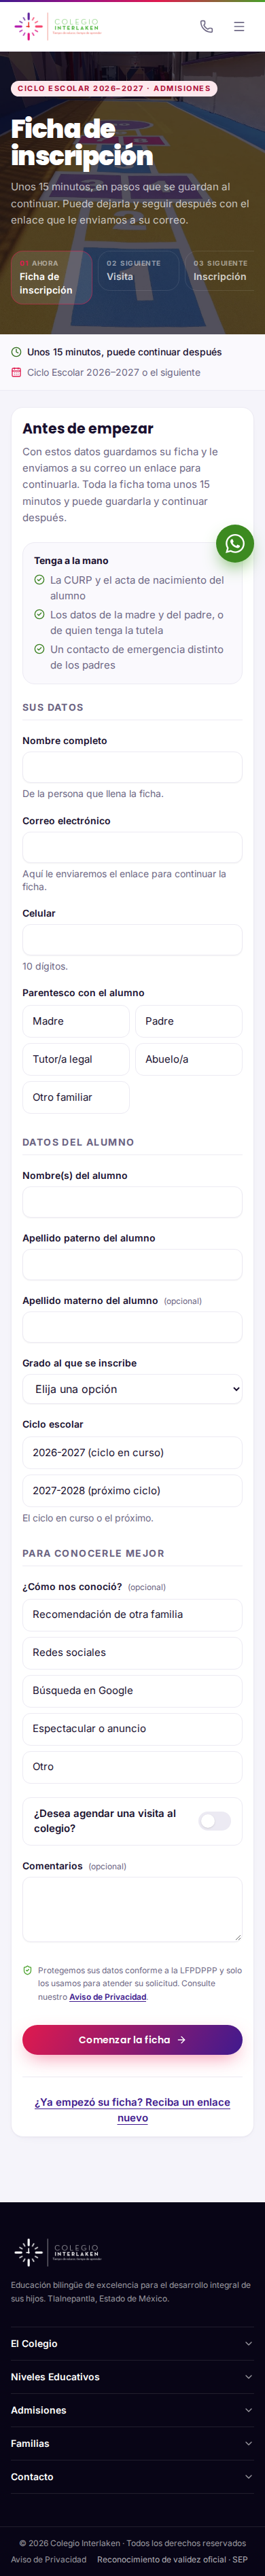 COLEGIO
INTERLAKEN
CICLO ESCOLAR 2026–2027 · ADMISIONES
Ficha de
inscripción
Unos 15 minutos, en pasos que se guardan al
continuar. Puede dejarla y seguir después con el
enlace que le enviamos a su correo.
01 AHORA
Ficha de
inscripción
02 SIGUIENTE
Visita
03 SIGUIENTE
Inscripción
Unos 15 minutos, puede continuar después
Ciclo Escolar 2026–2027 o el siguiente
Antes de empezar
Con estos datos guardamos su ficha y le
enviamos a su correo un enlace para
continuarla. Toda la ficha toma unos 15
minutos y puede guardarla y continuar
después.
Tenga a la mano
La CURP y el acta de nacimiento del
alumno
Los datos de la madre y del padre, o
de quien tenga la tutela
Un contacto de emergencia distinto
de los padres
SUS DATOS
Nombre completo
De la persona que llena la ficha.
Correo electrónico
Aquí le enviaremos el enlace para continuar la
ficha.
Celular
10 dígitos.
Parentesco con el alumno
Madre
Padre
Tutor/a legal
Abuelo/a
Otro familiar
DATOS DEL ALUMNO
Nombre(s) del alumno
Apellido paterno del alumno
Apellido materno del alumno (opcional)
Grado al que se inscribe
Elija una opción
Ciclo escolar
2026-2027 (ciclo en curso)
2027-2028 (próximo ciclo)
El ciclo en curso o el próximo.
PARA CONOCERLE MEJOR
¿Cómo nos conoció? (opcional)
Recomendación de otra familia
Redes sociales
Búsqueda en Google
Espectacular o anuncio
Otro
¿Desea agendar una visita al
colegio?
Comentarios (opcional)
Protegemos sus datos conforme a la LFPDPPP y solo
los usamos para atender su solicitud. Consulte
nuestro Aviso de Privacidad.
Comenzar la ficha
¿Ya empezó su ficha? Reciba un enlace
nuevo
COLEGIO
INTERLAKEN
Educación bilingüe de excelencia para el desarrollo integral de
sus hijos. Tlalnepantla, Estado de México.
El Colegio
Niveles Educativos
Admisiones
Familias
Contacto
© 2026 Colegio Interlaken · Todos los derechos reservados
Aviso de Privacidad Reconocimiento de validez oficial · SEP